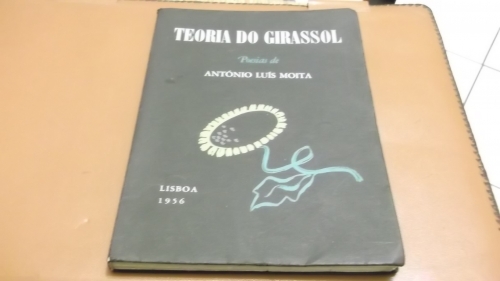 TEORIA DO GIRASSOL
Poesias de
ANTÓNIO LUÍS MOITA
LISBOA
1956